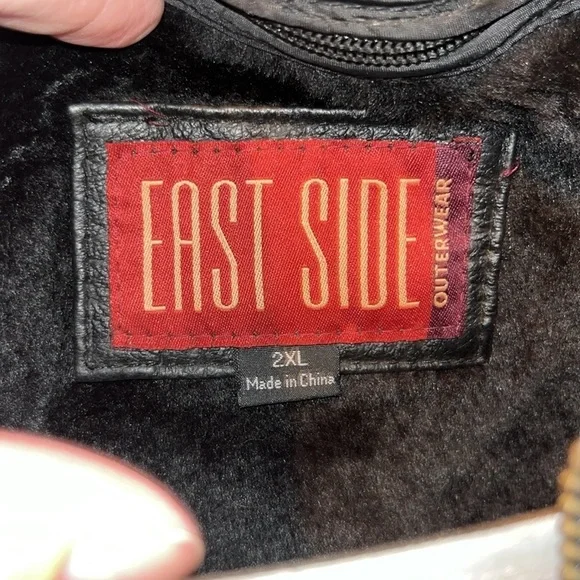 EAST SIDE
OUTERWEAR
2XL
Made in China